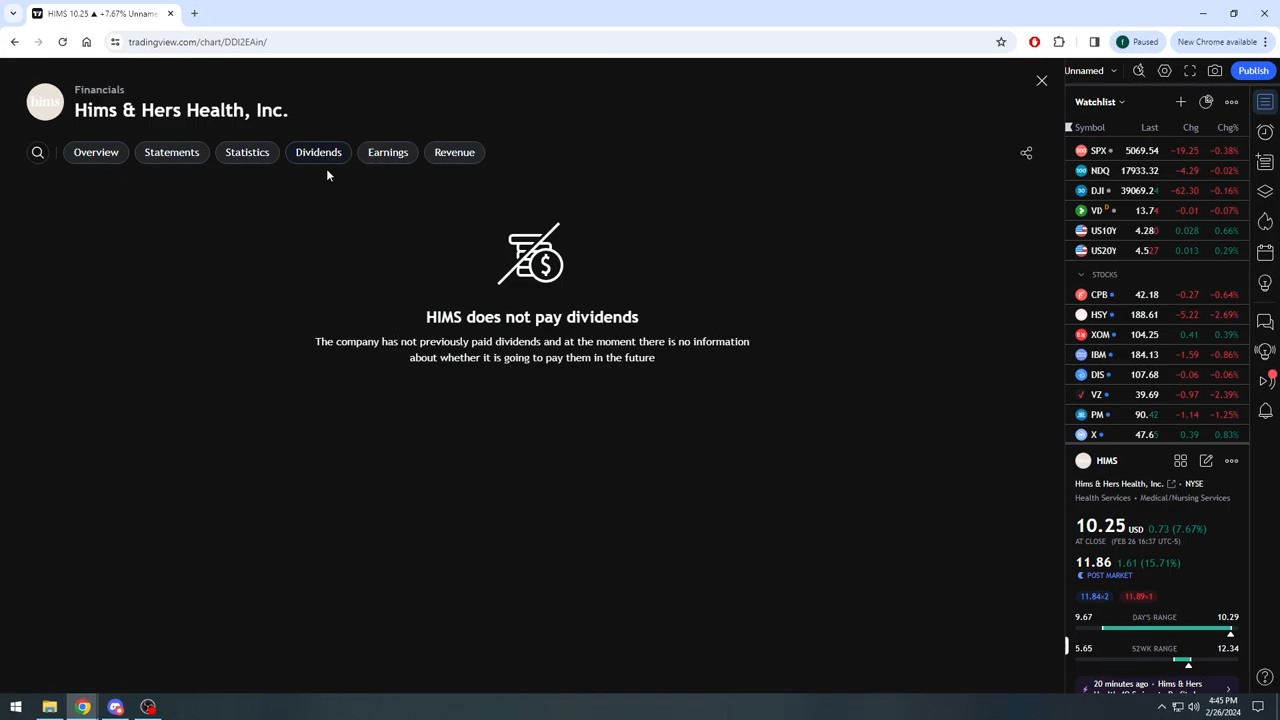 HIMS 10.25 ▲ +7.67% Unname
tradingview.com/chart/DDI2EAin/
Paused
New Chrome available
Financials
hims
Hims & Hers Health, Inc.
Overview
Statements
Statistics
Dividends
Earnings
Revenue
HIMS does not pay dividends
The company has not previously paid dividends and at the moment there is no information
about whether it is going to pay them in the future
Unnamed
Publish
Watchlist
Symbol Last Chg Chg%
SPX 5069.54 −19.25 −0.38%
NDQ 17933.32 −4.29 −0.02%
DJI 39069.24 −62.30 −0.16%
VD D 13.74 −0.01 −0.07%
US10Y 4.280 0.028 0.66%
US20Y 4.527 0.013 0.29%
STOCKS
CPB 42.18 −0.27 −0.64%
HSY 188.61 −5.22 −2.69%
XOM 104.25 0.41 0.39%
IBM 184.13 −1.59 −0.86%
DIS 107.68 −0.06 −0.06%
VZ 39.69 −0.97 −2.39%
PM 90.42 −1.14 −1.25%
X 47.65 0.39 0.83%
HIMS
Hims & Hers Health, Inc. • NYSE
Health Services • Medical/Nursing Services
10.25 USD 0.73 (7.67%)
AT CLOSE (FEB 26 16:37 UTC-5)
11.86 1.61 (15.71%)
POST MARKET
11.84×2 11.89×1
9.67 DAY'S RANGE 10.29
5.65 52WK RANGE 12.34
20 minutes ago • Hims & Hers
4:45 PM
2/26/2024